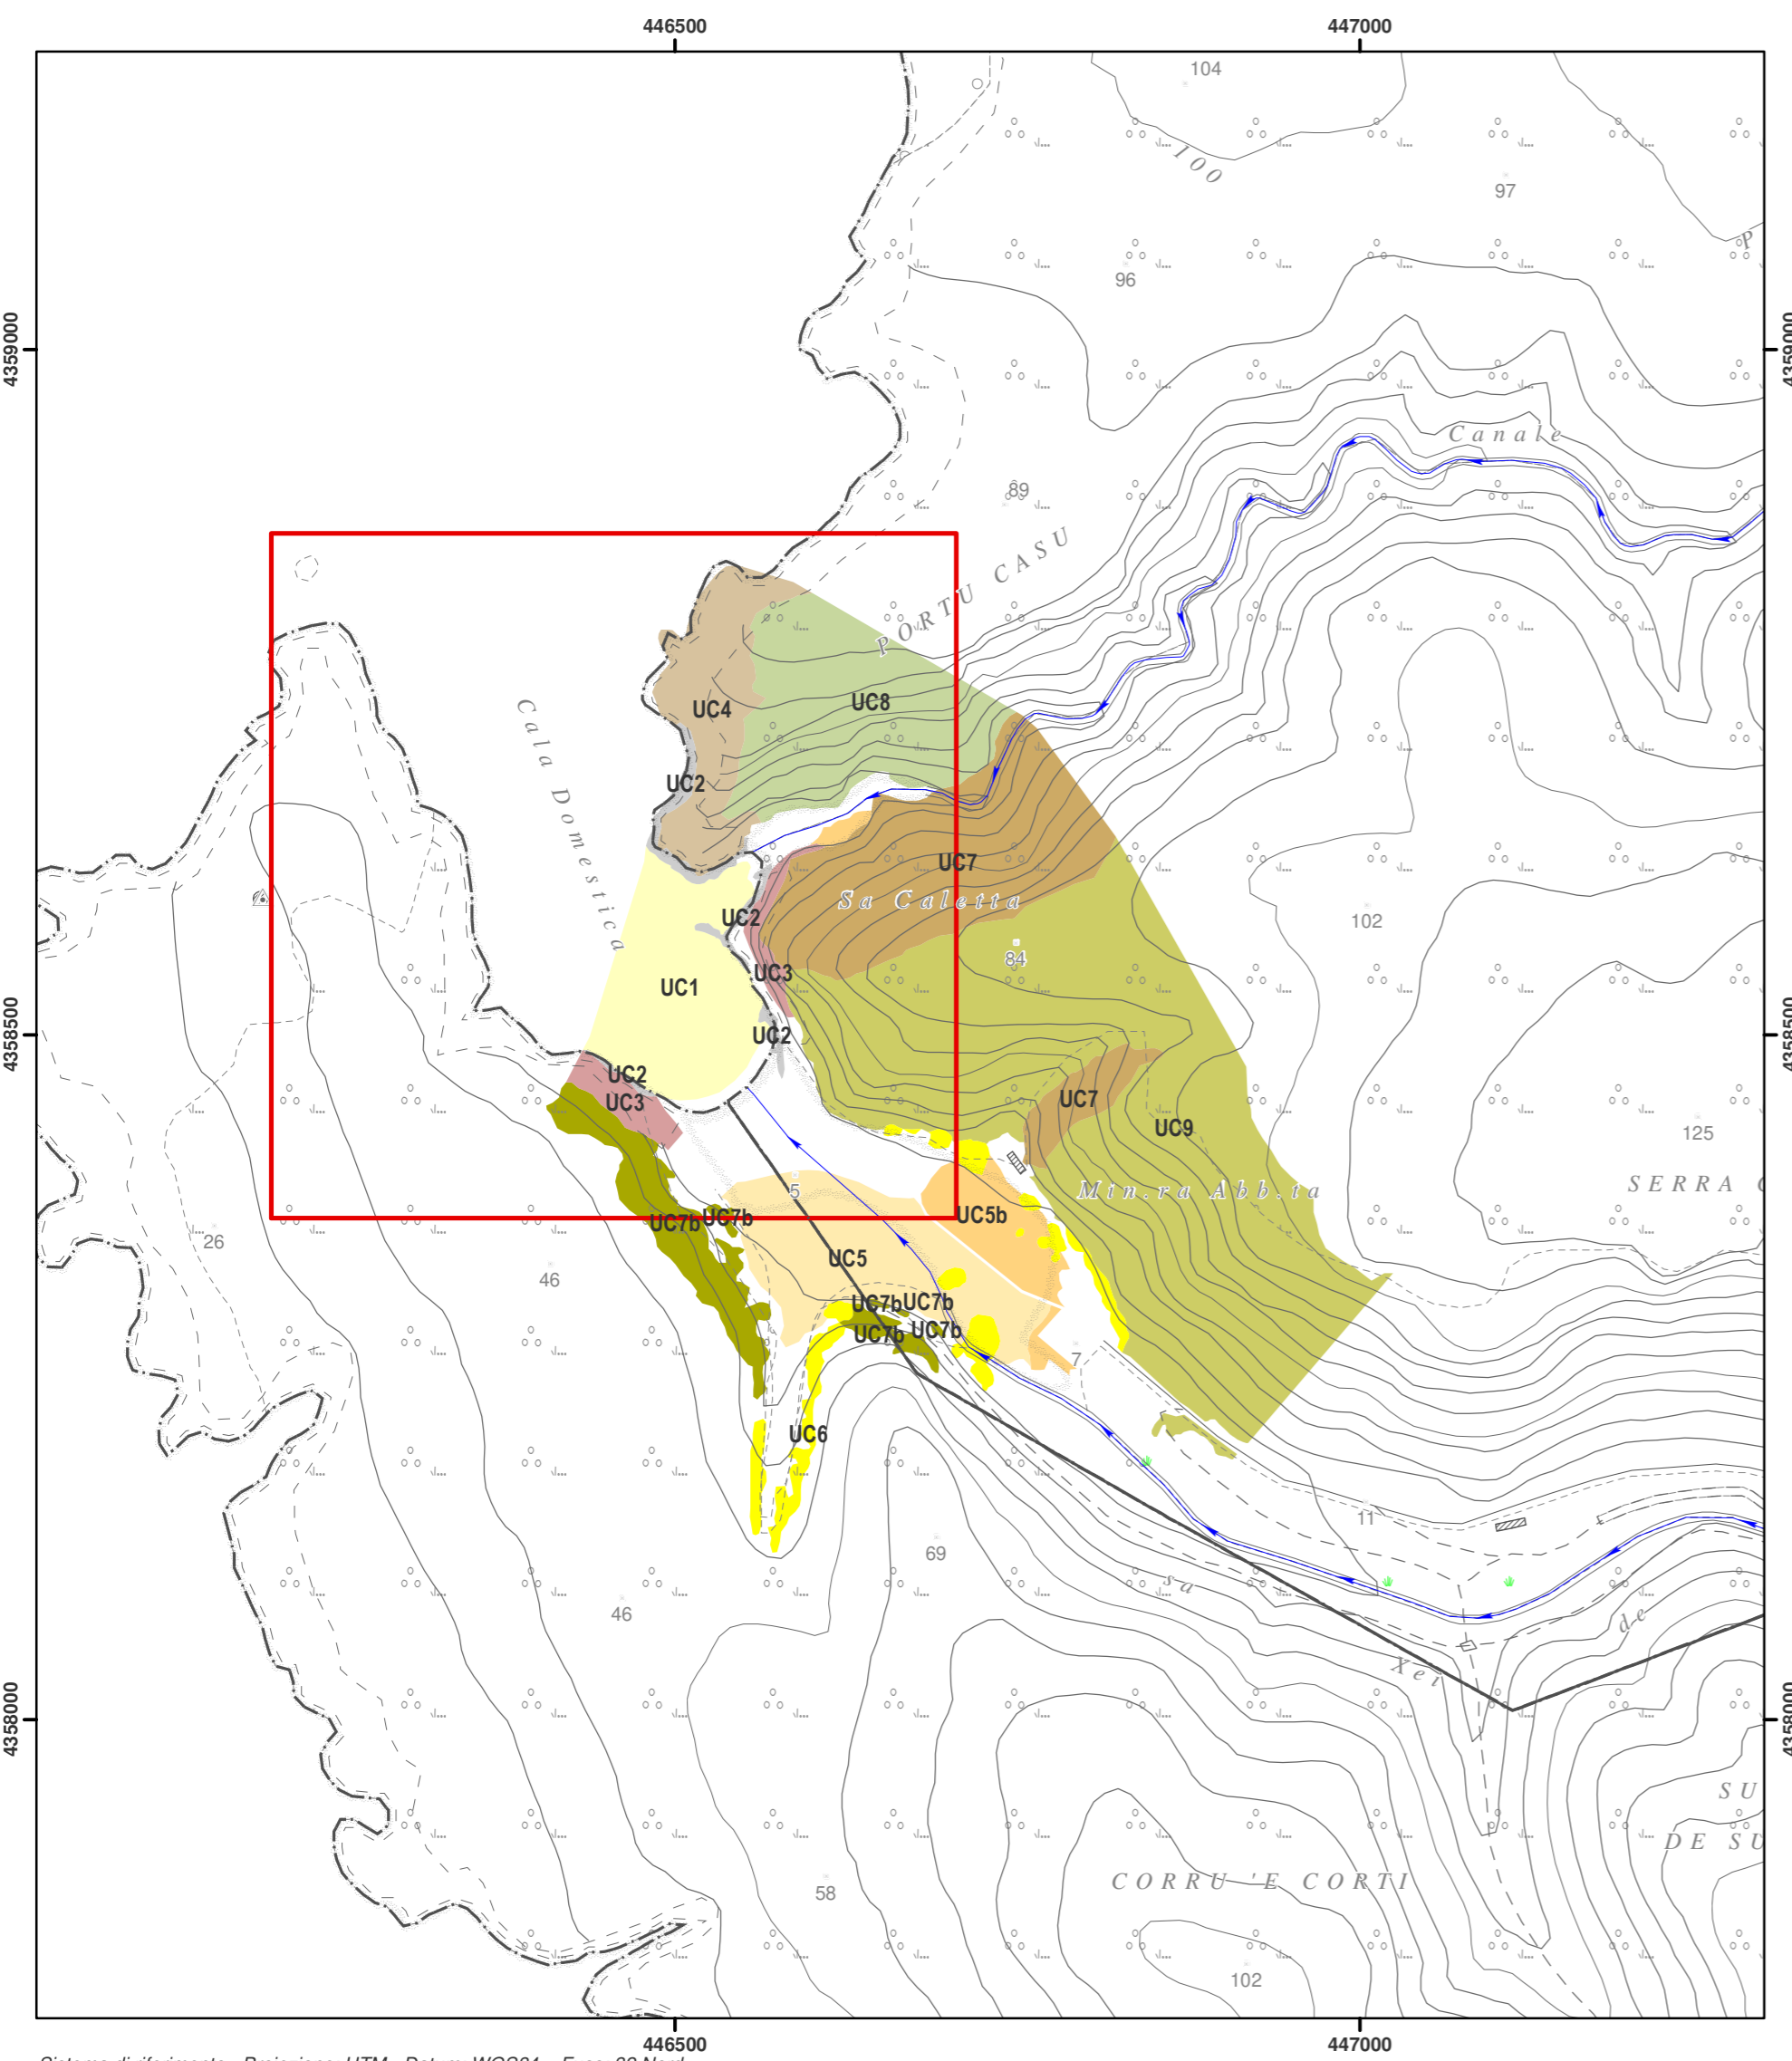 446500
447000
104
100
97
P
4359000
4359000
96
Canale
89
PORTU CASU
Cala Domestica
UC4
UC8
UC2
UC7
Sa Caletta
102
UC2
84
UC3
UC1
4358500
4358500
UC2
UC2
UC3
UC7
UC9
125
5
Min.ra Abb.ta
SERRA
UC7b
UC7b
UC5b
26
46
UC5
UC7b
UC7b
UC7b
UC7b
7
UC6
11
69
sa
46
de
Xei
4358000
4358000
SU
DE SU
58
CORRU 'E CORTI
102
446500
447000